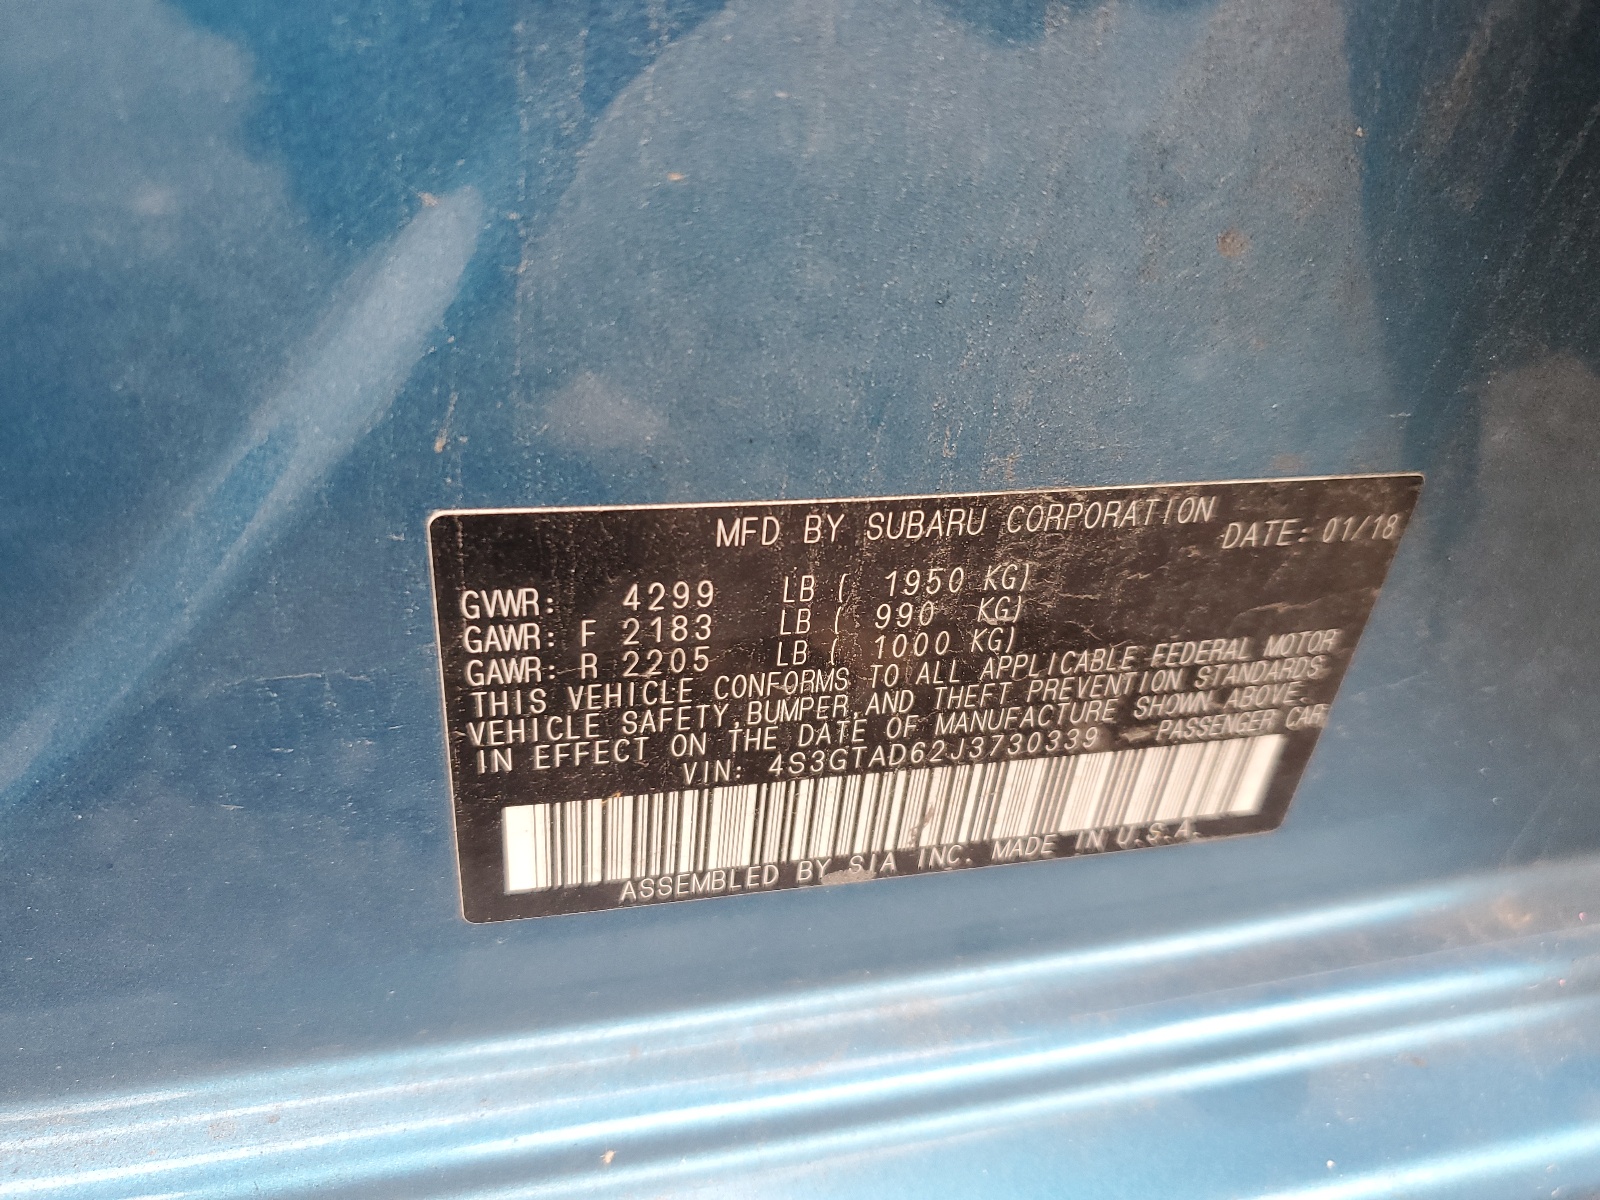 MFD BY SUBARU CORPORATION DATE: 01/18
GVWR: 4299 LB ( 1950 KG)
GAWR: F 2183 LB ( 990 KG)
GAWR: R 2205 LB ( 1000 KG)
THIS VEHICLE CONFORMS TO ALL APPLICABLE FEDERAL MOTOR
VEHICLE SAFETY, BUMPER AND THEFT PREVENTION STANDARDS
IN EFFECT ON THE DATE OF MANUFACTURE SHOWN ABOVE.
VIN: 4S3GTAD62J3730339 PASSENGER CAR
ASSEMBLED BY SIA INC. MADE IN U.S.A.